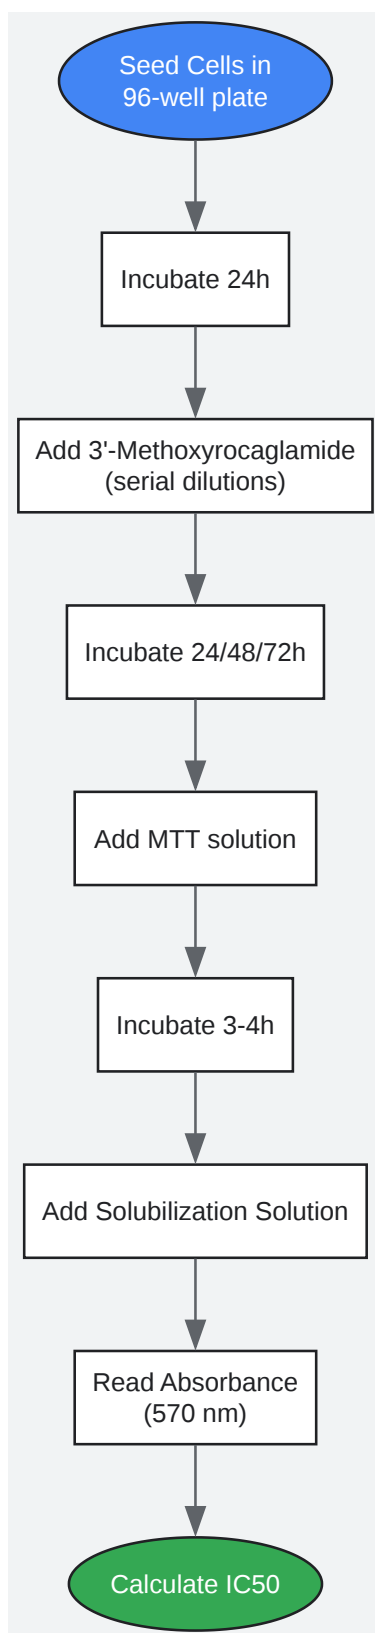 Seed Cells in
96-well plate
Incubate 24h
Add 3'-Methoxyrocaglamide
(serial dilutions)
Incubate 24/48/72h
Add MTT solution
Incubate 3-4h
Add Solubilization Solution
Read Absorbance
(570 nm)
Calculate IC50